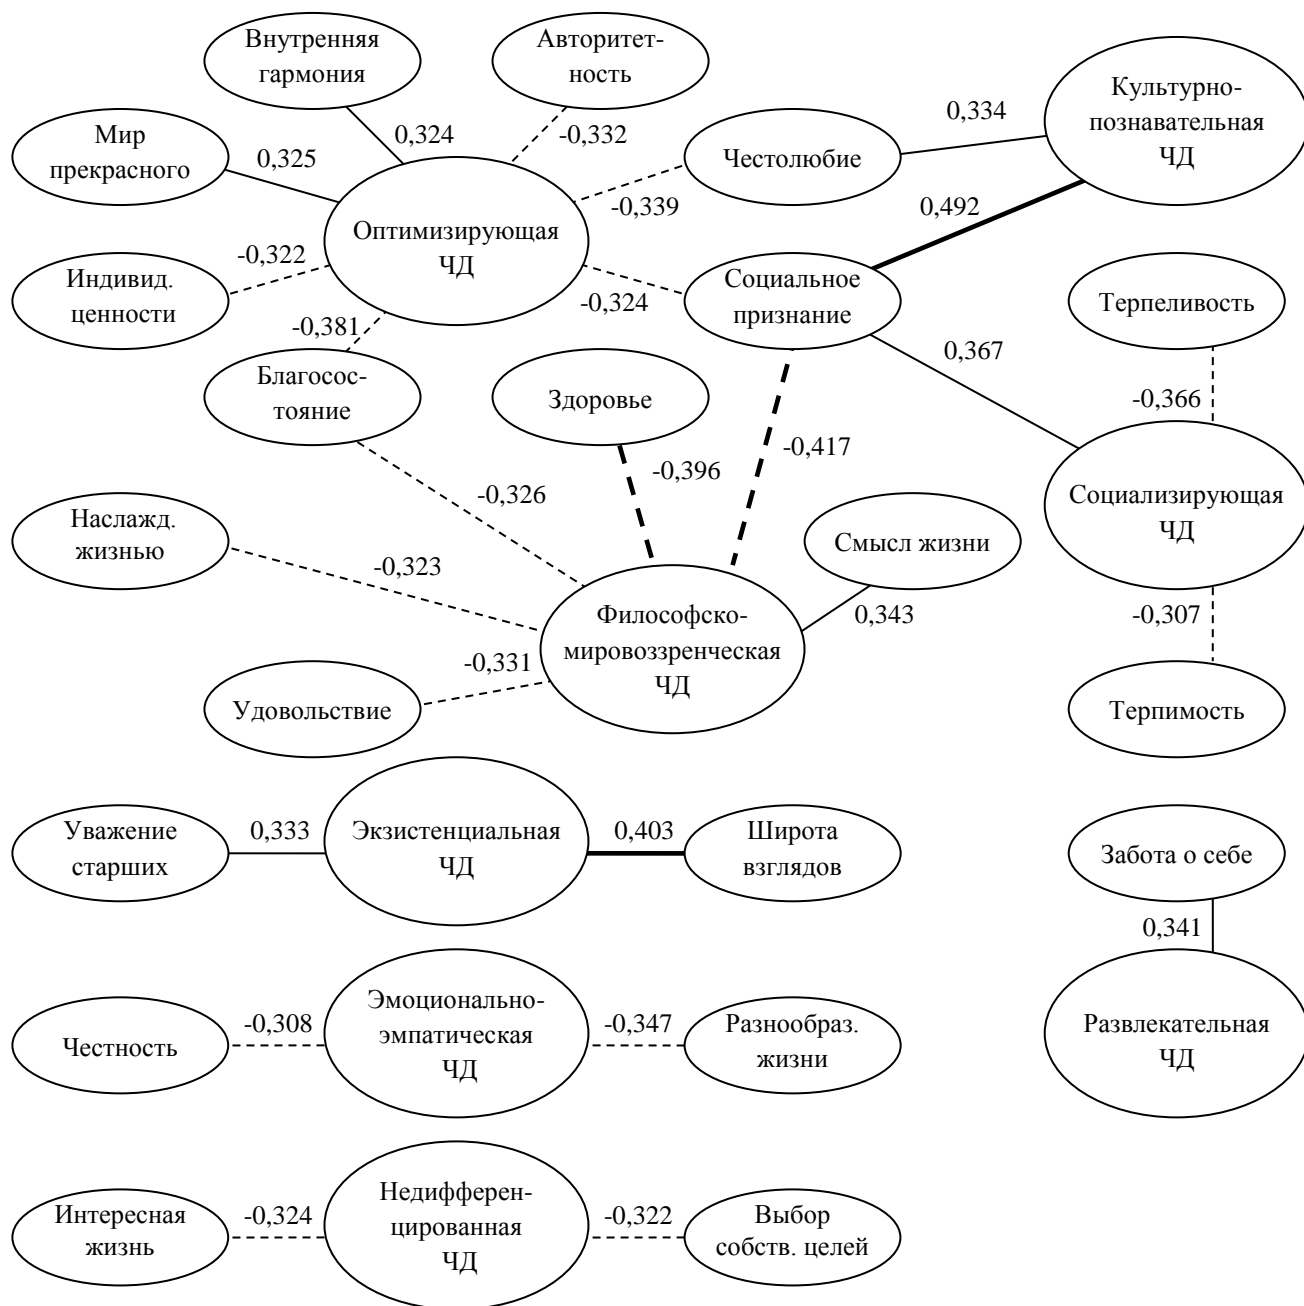 Внутренняя
гармония
Авторитет-
ность
Культурно-
познавательная
ЧД
Мир
прекрасного
0,325
0,324
-0,332
Честолюбие
0,334
-0,339
0,492
Оптимизирующая
ЧД
Индивид.
ценности
-0,322
-0,324
Социальное
признание
Терпеливость
-0,381
0,367
Благосос-
тояние
Здоровье
-0,366
-0,417
-0,396
-0,326
Социализирующая
ЧД
Наслажд.
жизнью
-0,323
Смысл жизни
0,343
Философско-
мировоззренческая
ЧД
-0,307
-0,331
Удовольствие
Терпимость
Уважение
старших
0,333
Экзистенциальная
ЧД
0,403
Широта
взглядов
Забота о себе
0,341
Честность
-0,308
Эмоционально-
эмпатическая
ЧД
-0,347
Разнообраз.
жизни
Развлекательная
ЧД
Интересная
жизнь
-0,324
Недифферен-
цированная
ЧД
-0,322
Выбор
собств. целей